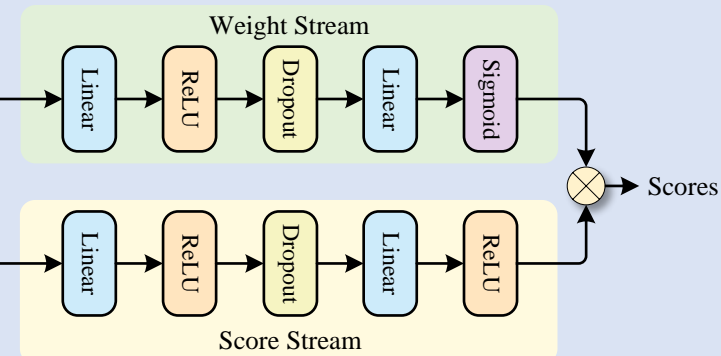 Weight Stream
Linear
ReLU
Dropout
Linear
Sigmoid
Scores
Linear
ReLU
Dropout
Linear
ReLU
Score Stream